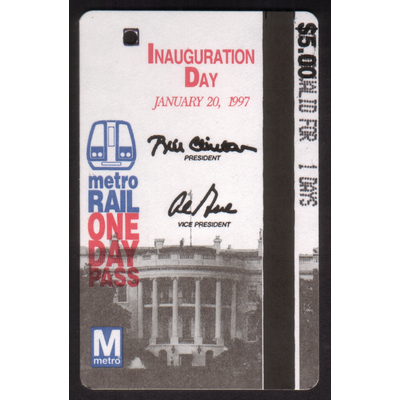 INAUGURATION
DAY
JANUARY 20, 1997
Bill Clinton
PRESIDENT
Al Gore
VICE PRESIDENT
metro
RAIL
ONE
DAY
PASS
M
metro
$5.00 VALID FOR 1 DAYS